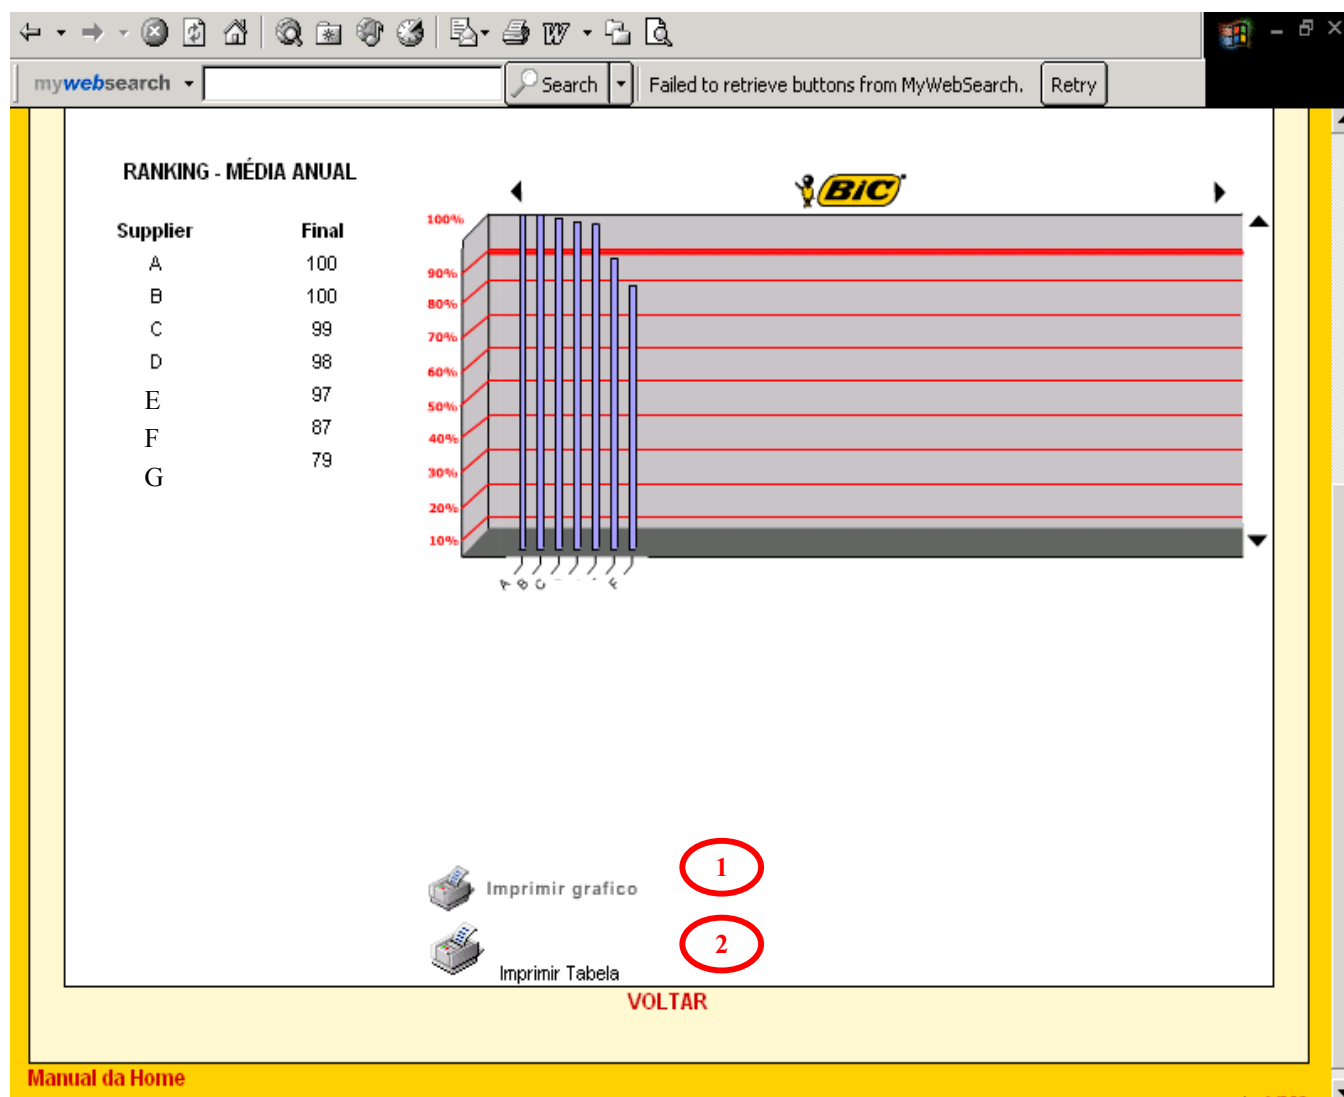 mywebsearch Search Failed to retrieve buttons from MyWebSearch. Retry
RANKING - MÉDIA ANUAL
BiC
Supplier Final
A 100
B 100
C 99
D 98
E 97
F 87
G 79
100%
90%
80%
70%
60%
50%
40%
30%
20%
10%
A B C F
Imprimir grafico 1
Imprimir Tabela 2
VOLTAR
Manual da Home